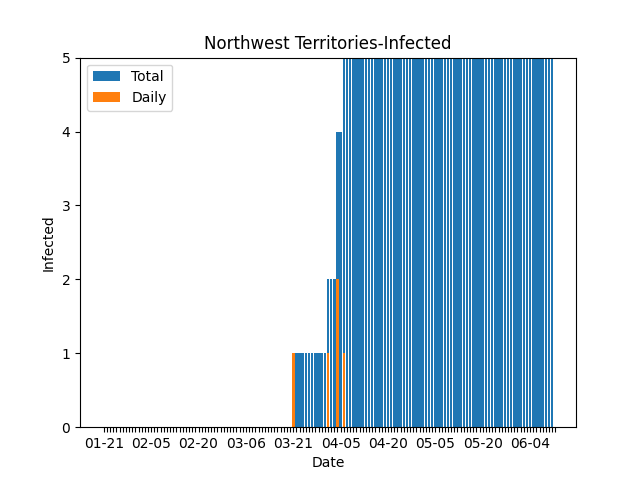 Northwest Territories-Infected
Total
Daily
5
4
3
2
1
0
Infected
01-21 02-05 02-20 03-06 03-21 04-05 04-20 05-05 05-20 06-04
Date